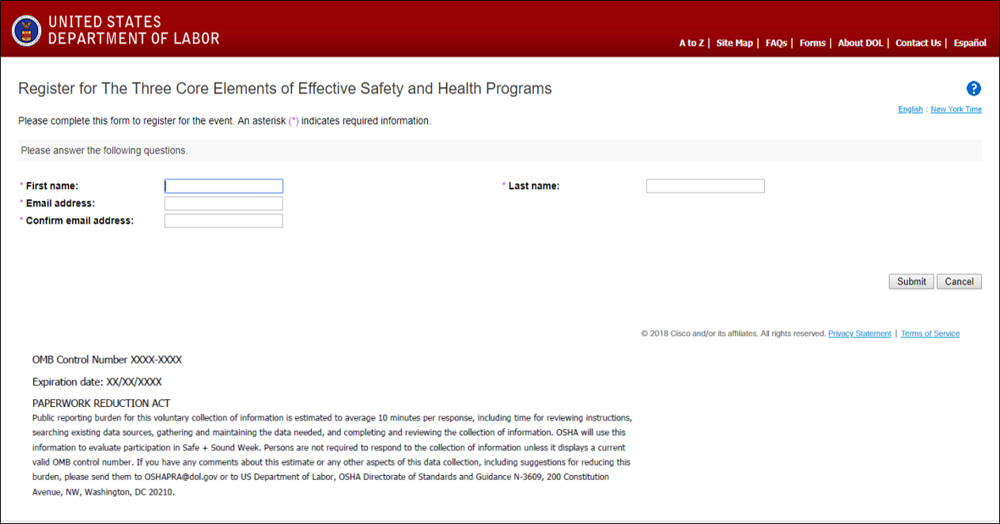 UNITED STATES
DEPARTMENT OF LABOR
A to Z | Site Map | FAQs | Forms | About DOL | Contact Us | Español
Register for The Three Core Elements of Effective Safety and Health Programs
?
English : New York Time
Please complete this form to register for the event. An asterisk (*) indicates required information.
Please answer the following questions.
* First name: * Last name:
* Email address:
* Confirm email address:
Submit Cancel
© 2018 Cisco and/or its affiliates. All rights reserved. Privacy Statement | Terms of Service
OMB Control Number XXXX-XXXX
Expiration date: XX/XX/XXXX
PAPERWORK REDUCTION ACT
Public reporting burden for this voluntary collection of information is estimated to average 10 minutes per response, including time for reviewing instructions,
searching existing data sources, gathering and maintaining the data needed, and completing and reviewing the collection of information. OSHA will use this
information to evaluate participation in Safe + Sound Week. Persons are not required to respond to the collection of information unless it displays a current
valid OMB control number. If you have any comments about this estimate or any other aspects of this data collection, including suggestions for reducing this
burden, please send them to OSHAPRA@dol.gov or to US Department of Labor, OSHA Directorate of Standards and Guidance N-3609, 200 Constitution
Avenue, NW, Washington, DC 20210.